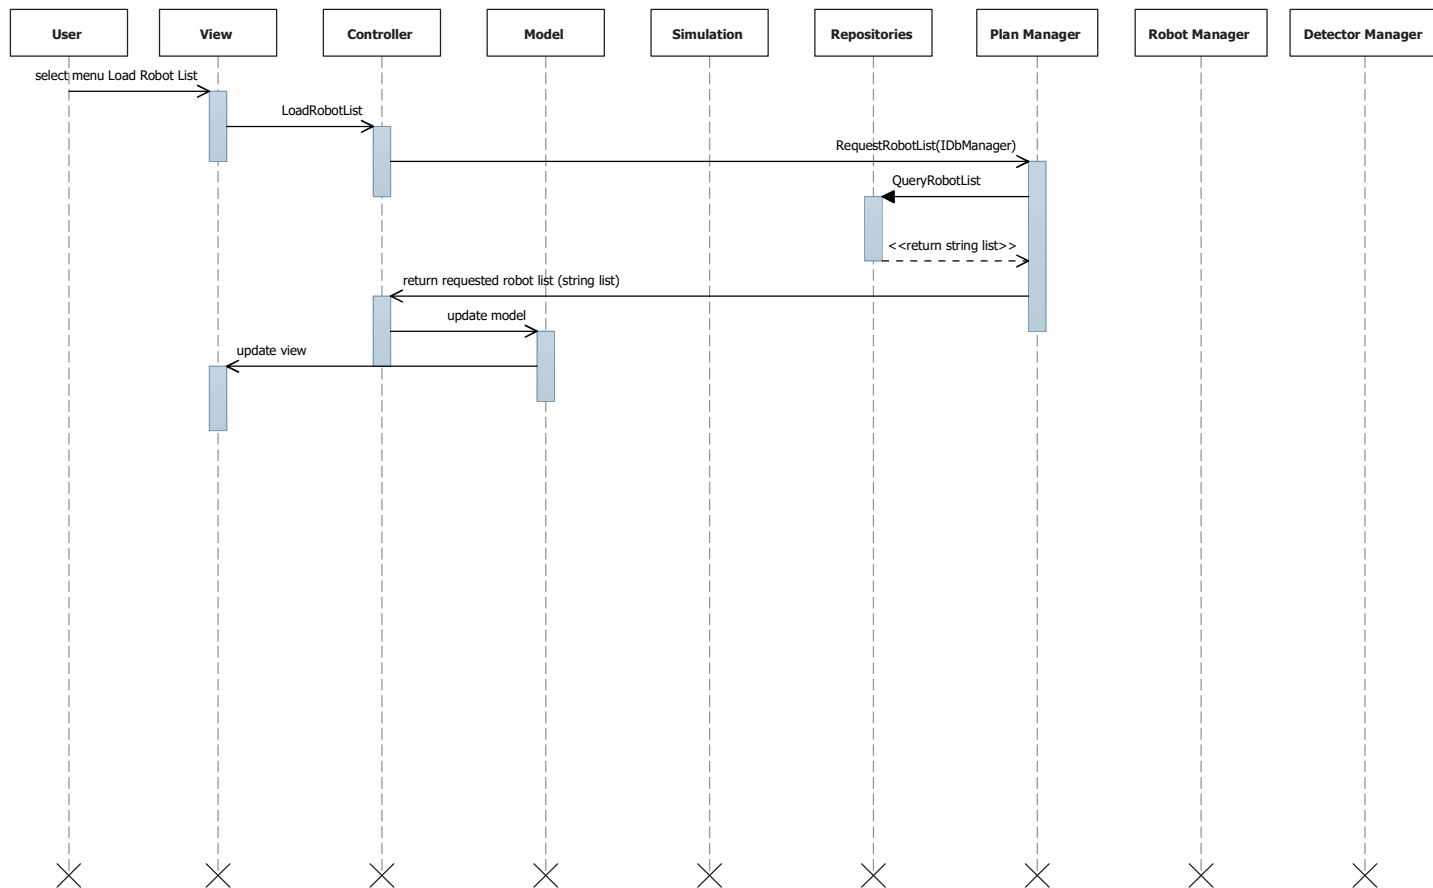 User
View
Controller
Model
Simulation
Repositories
Plan Manager
Robot Manager
Detector Manager
select menu Load Robot List
LoadRobotList
RequestRobotList(IDbManager)
QueryRobotList
<<return string list>>
return requested robot list (string list)
update model
update view